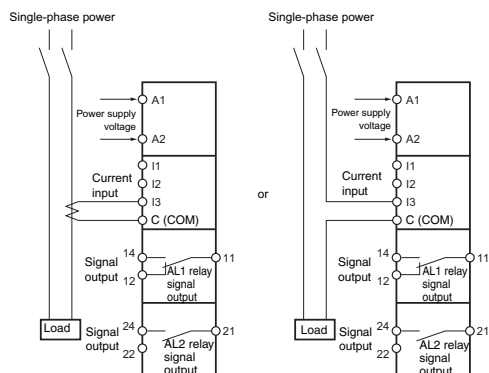 Single-phase power
A1
Power supply
voltage
A2
I1
I2
Current
input
I3
C (COM)
14
11
Signal
output
12
AL1 relay
signal
output
Load
24
21
Signal
output
22
AL2 relay
signal
output
or
Single-phase power
A1
Power supply
voltage
A2
I1
I2
Current
input
I3
C (COM)
14
11
Signal
output
12
AL1 relay
signal
output
Load
24
21
Signal
output
22
AL2 relay
signal
output